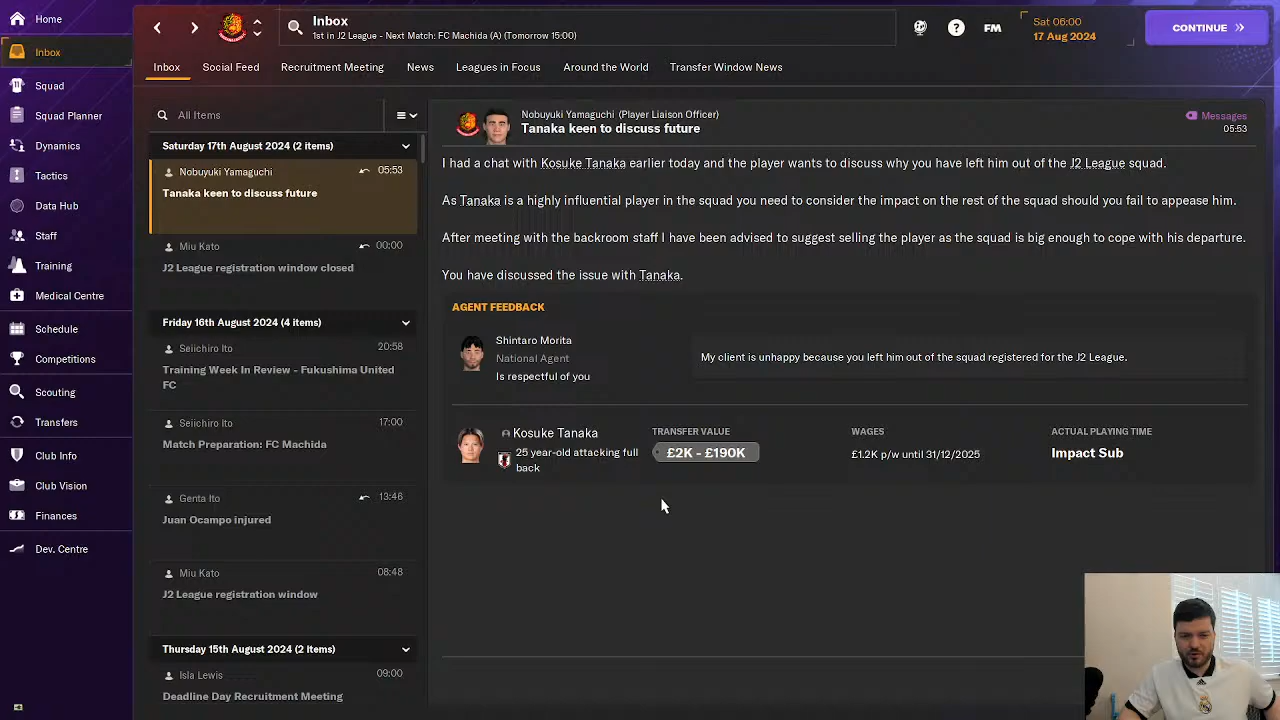 Home
Inbox
Squad
Squad Planner
Dynamics
Tactics
Data Hub
Staff
Training
Medical Centre
Schedule
Competitions
Scouting
Transfers
Club Info
Club Vision
Finances
Dev. Centre
Inbox
1st in J2 League - Next Match: FC Machida (A) (Tomorrow 15:00)
?
FM
Sat 06:00
17 Aug 2024
CONTINUE
Inbox
Social Feed
Recruitment Meeting
News
Leagues in Focus
Around the World
Transfer Window News
All Items
Saturday 17th August 2024 (2 items)
Nobuyuki Yamaguchi 05:53
Tanaka keen to discuss future
Miu Kato 00:00
J2 League registration window closed
Friday 16th August 2024 (4 items)
Seiichiro Ito 20:58
Training Week In Review - Fukushima United
FC
Seiichiro Ito 17:00
Match Preparation: FC Machida
Genta Ito 13:46
Juan Ocampo injured
Miu Kato 08:48
J2 League registration window
Thursday 15th August 2024 (2 Items)
Isla Lewis 09:00
Deadline Day Recruitment Meeting
Nobuyuki Yamaguchi (Player Liaison Officer)
Tanaka keen to discuss future
Messages
05:53
I had a chat with Kosuke Tanaka earlier today and the player wants to discuss why you have left him out of the J2 League squad.
As Tanaka is a highly influential player in the squad you need to consider the impact on the rest of the squad should you fail to appease him.
After meeting with the backroom staff I have been advised to suggest selling the player as the squad is big enough to cope with his departure.
You have discussed the issue with Tanaka.
AGENT FEEDBACK
Shintaro Morita
National Agent
Is respectful of you
My client is unhappy because you left him out of the squad registered for the J2 League.
Kosuke Tanaka
25 year-old attacking full
back
TRANSFER VALUE
£2K - £190K
WAGES
£1.2K p/w until 31/12/2025
ACTUAL PLAYING TIME
Impact Sub